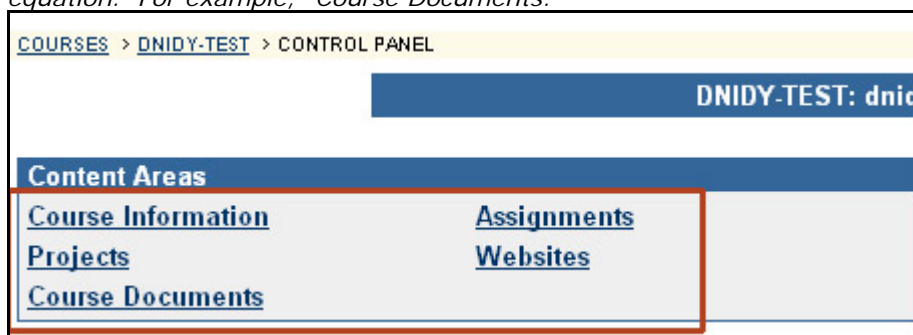 equation. For example, "Course Documents."
COURSES > DNIDY-TEST > CONTROL PANEL
DNIDY-TEST: dnid
Content Areas
Course Information Assignments
Projects Websites
Course Documents